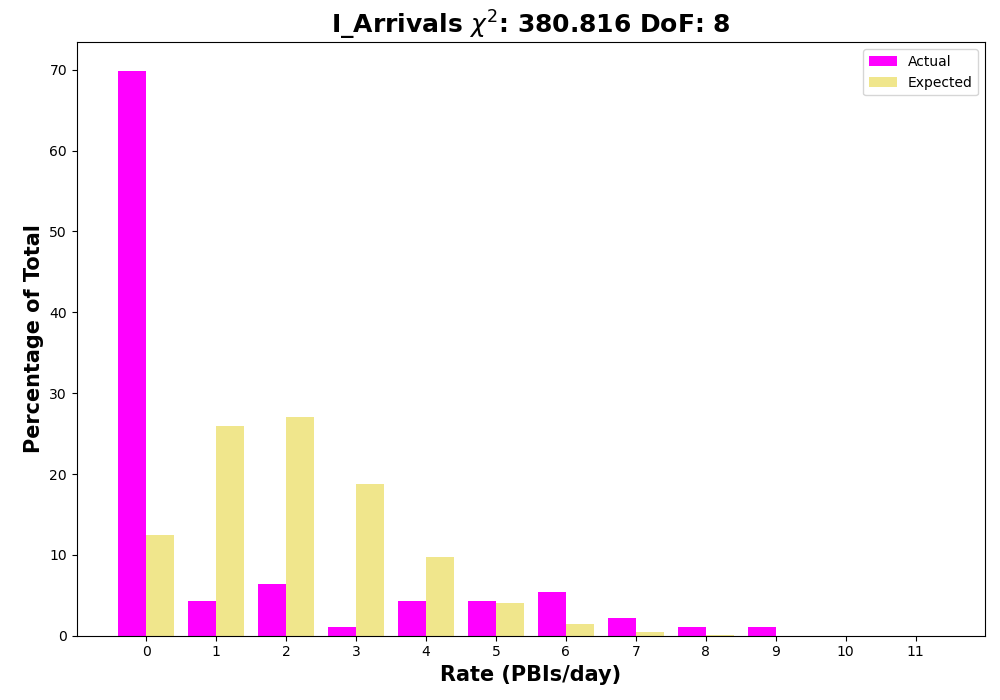 I_Arrivals χ²: 380.816 DoF: 8
Actual
Expected
Percentage of Total
70
60
50
40
30
20
10
0
0 1 2 3 4 5 6 7 8 9 10 11
Rate (PBIs/day)